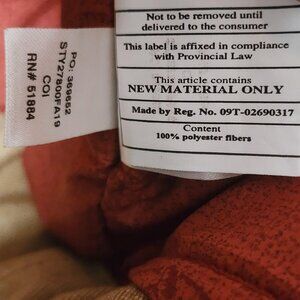 Not to be removed until
delivered to the consumer
This label is affixed in compliance
with Provincial Law
This article contains
NEW MATERIAL ONLY
Made by Reg. No. 09T-02690317
Content
100% polyester fibers
PO: 369652
STY27800FA19
COI
RN# 51884